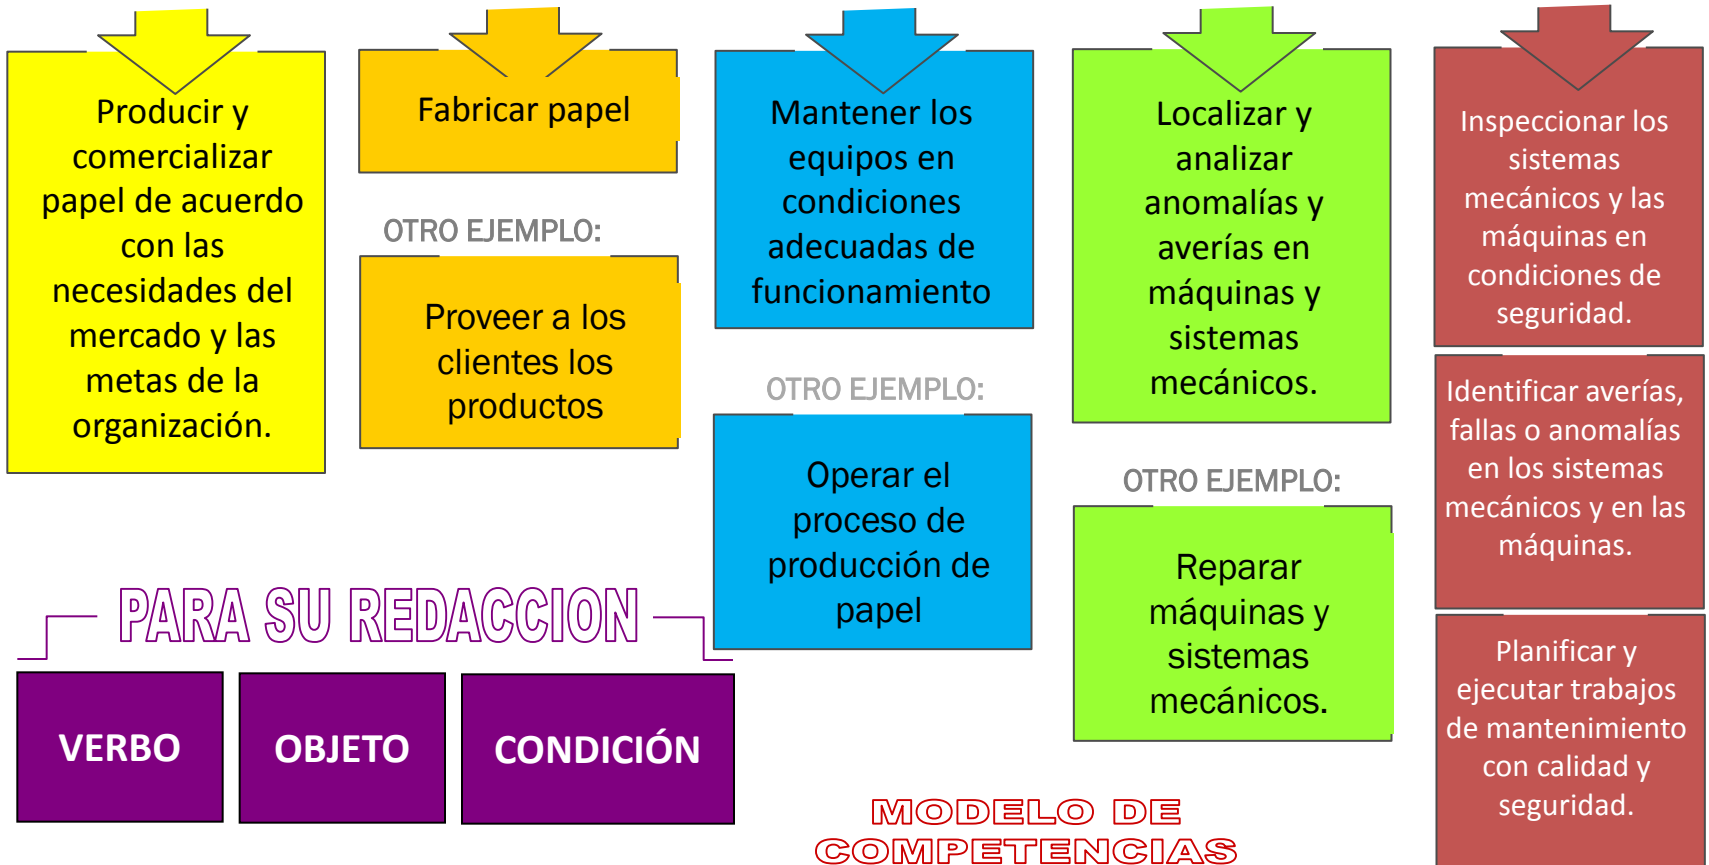 Producir y
comercializar
papel de acuerdo
con las
necesidades del
mercado y las
metas de la
organización.
Fabricar papel
OTRO EJEMPLO:
Proveer a los
clientes los
productos
Mantener los
equipos en
condiciones
adecuadas de
funcionamiento
OTRO EJEMPLO:
Operar el
proceso de
producción de
papel
Localizar y
analizar
anomalías y
averías en
máquinas y
sistemas
mecánicos.
OTRO EJEMPLO:
Reparar
máquinas y
sistemas
mecánicos.
Inspeccionar los
sistemas
mecánicos y las
máquinas en
condiciones de
seguridad.
Identificar averías,
fallas o anomalías
en los sistemas
mecánicos y en las
máquinas.
Planificar y
ejecutar trabajos
de mantenimiento
con calidad y
seguridad.
PARA SU REDACCION
VERBO
OBJETO
CONDICIÓN
MODELO DE
COMPETENCIAS